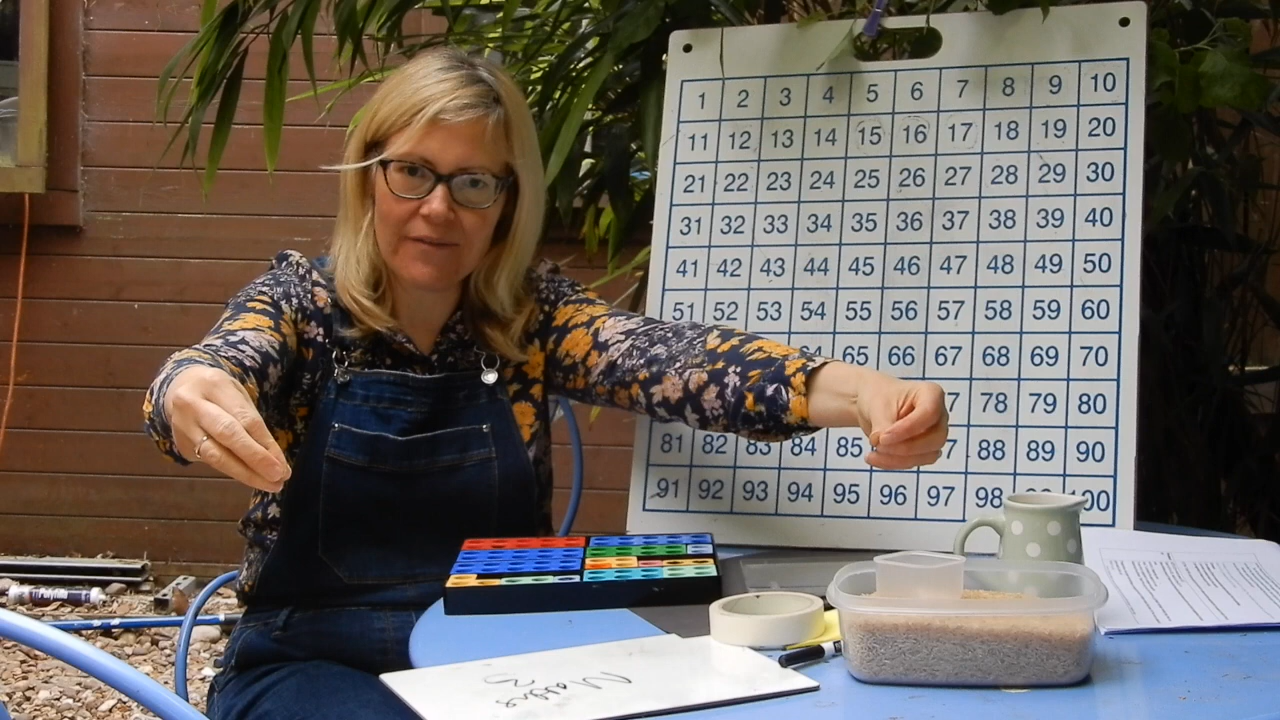 1 2 3 4 5 6 7 8 9 10
11 12 13 14 15 16 17 18 19 20
21 22 23 24 25 26 27 28 29 30
31 32 33 34 35 36 37 38 39 40
41 42 43 44 45 46 47 48 49 50
51 52 53 54 55 56 57 58 59 60
64 65 66 67 68 69 70
78 79 80
81 82 83 84 85 88 89 90
91 92 93 94 95 96 97 98 99 100
Maths